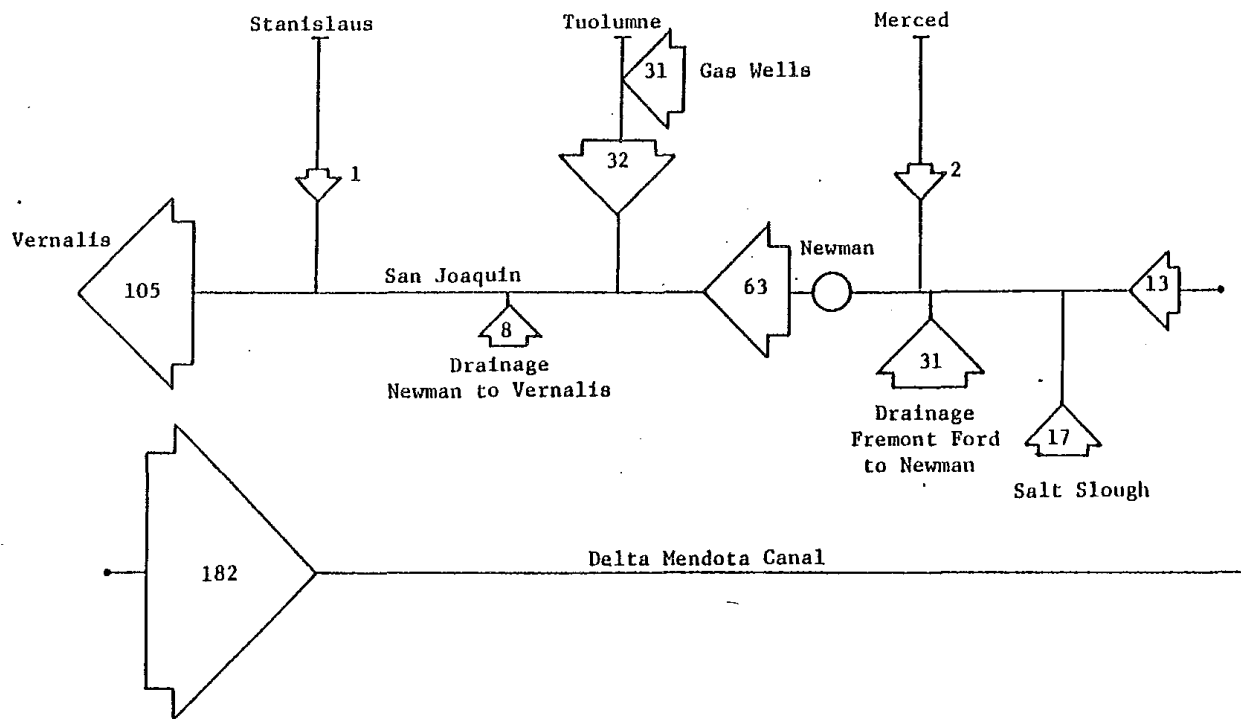 Stanislaus
Tuolumne
Merced
31
Gas Wells
32
1
2
Vernalis
105
San Joaquin
63
Newman
13
8
Drainage
Newman to Vernalis
31
Drainage
Fremont Ford
to Newman
17
Salt Slough
182
Delta Mendota Canal